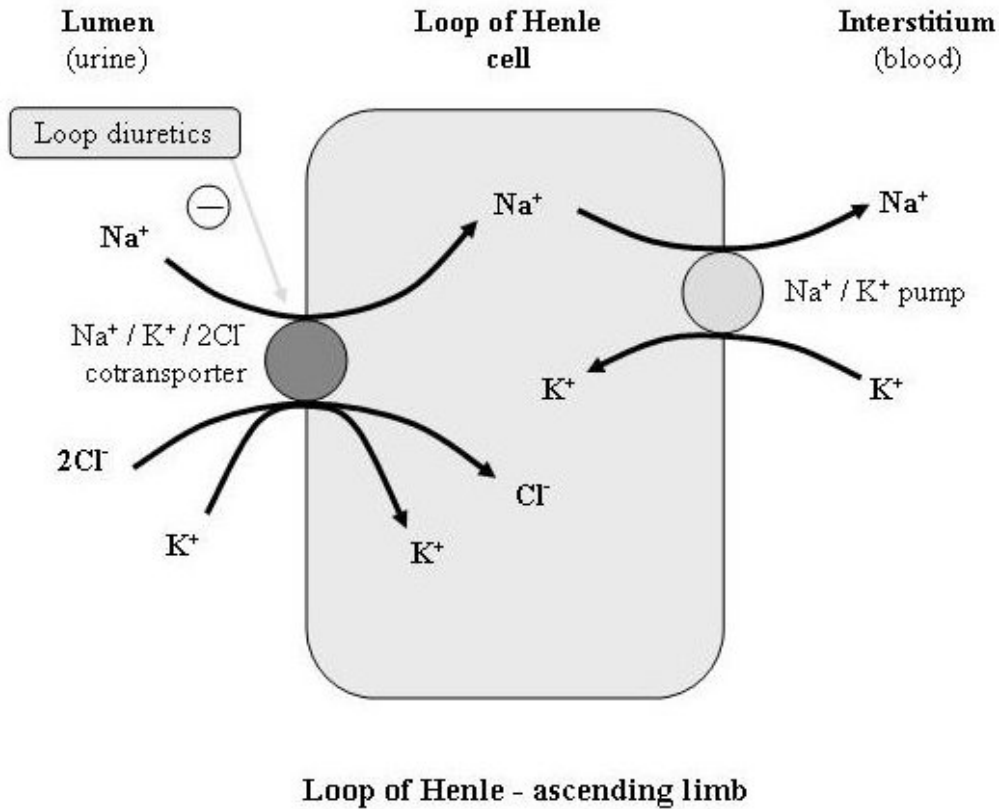 Lumen
(urine)
Loop of Henle
cell
Interstitium
(blood)
Loop diuretics
Na⁺
Na⁺
Na⁺
Na⁺ / K⁺ pump
Na⁺ / K⁺ / 2Cl⁻
cotransporter
K⁺
K⁺
2Cl⁻
Cl⁻
K⁺
K⁺
Loop of Henle - ascending limb